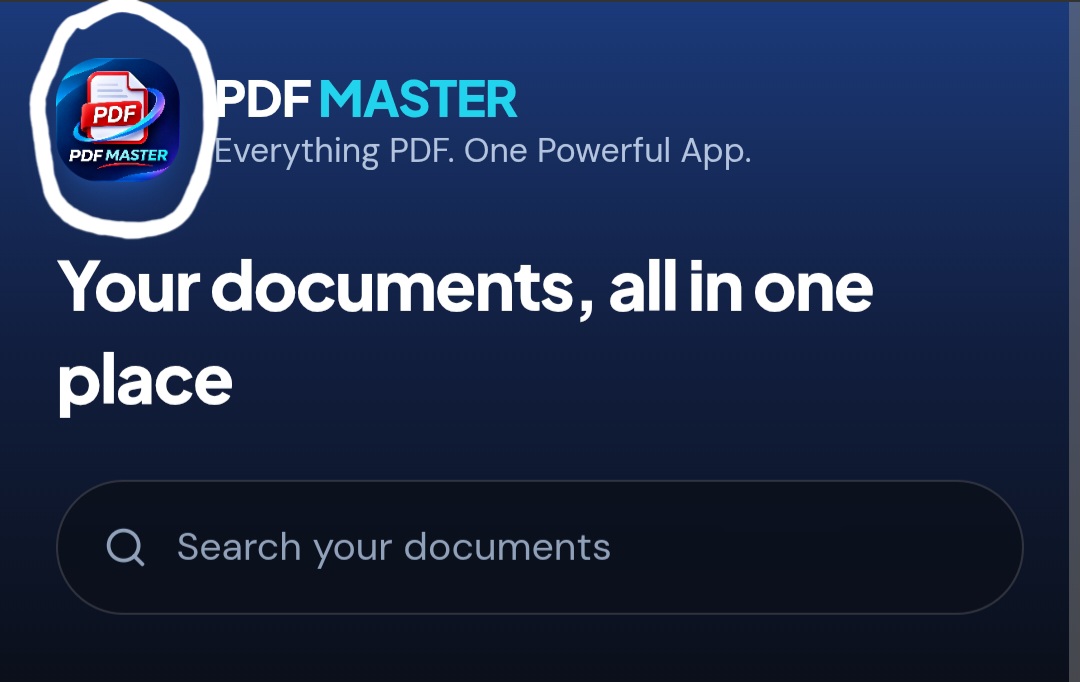 PDF
PDF MASTER
PDF MASTER
Everything PDF. One Powerful App.
Your documents, all in one
place
Search your documents